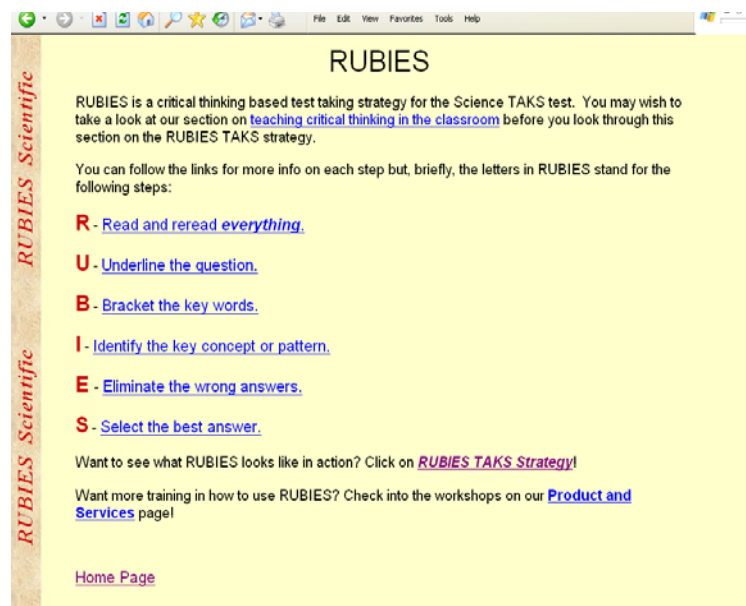 File Edit View Favorites Tools Help
RUBIES
RUBIES is a critical thinking based test taking strategy for the Science TAKS test. You may wish to
take a look at our section on teaching critical thinking in the classroom before you look through this
section on the RUBIES TAKS strategy.
You can follow the links for more info on each step but, briefly, the letters in RUBIES stand for the
following steps:
R - Read and reread everything.
U - Underline the question.
B - Bracket the key words.
I - Identify the key concept or pattern.
E - Eliminate the wrong answers.
S - Select the best answer.
Want to see what RUBIES looks like in action? Click on RUBIES TAKS Strategy!
Want more training in how to use RUBIES? Check into the workshops on our Product and
Services page!
Home Page
RUBIES Scientific
RUBIES Scientific